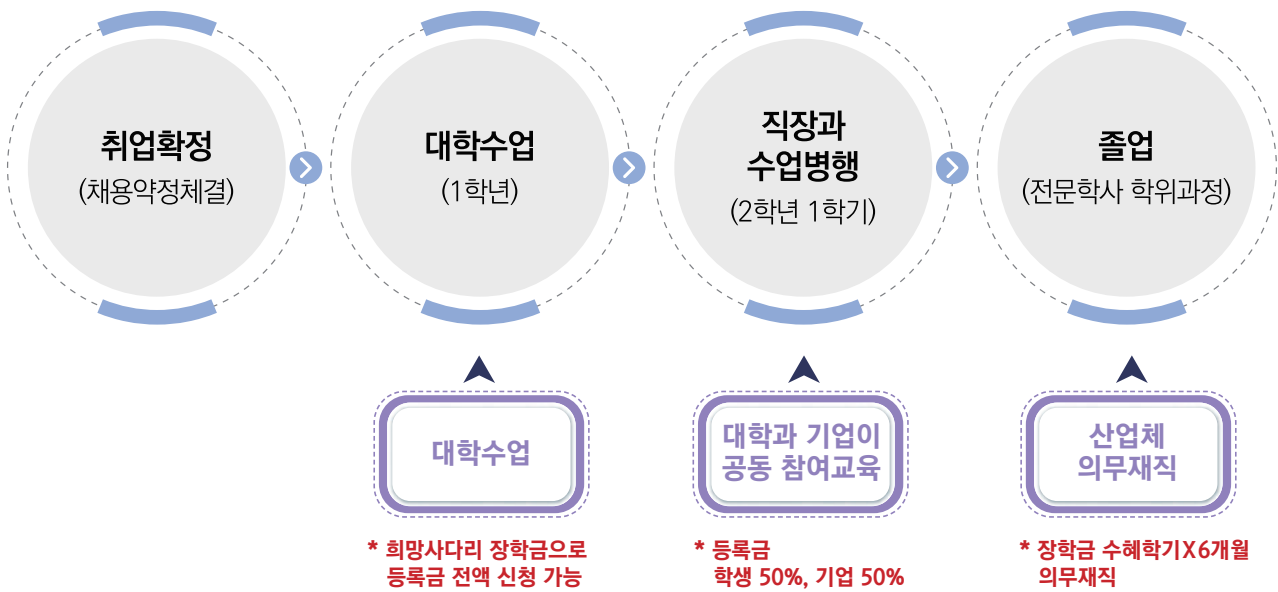 취업확정
(채용약정체결)
대학수업
(1학년)
직장과
수업병행
(2학년 1학기)
졸업
(전문학사 학위과정)
대학수업
* 희망사다리 장학금으로
등록금 전액 신청 가능
대학과 기업이
공동 참여교육
* 등록금
학생 50%, 기업 50%
산업체
의무재직
* 장학금 수혜학기X6개월
의무재직